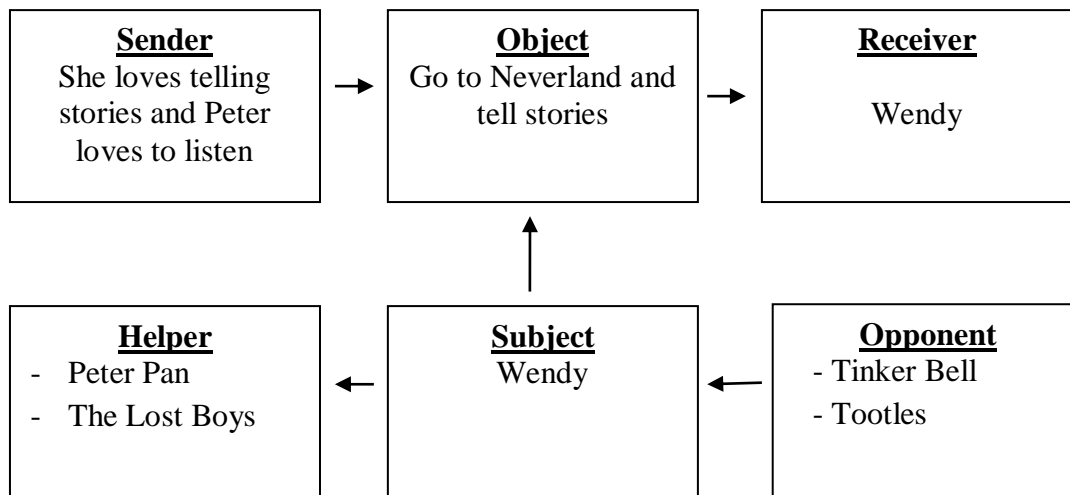 Sender
She loves telling
stories and Peter
loves to listen
Object
Go to Neverland and
tell stories
Receiver
Wendy
Helper
- Peter Pan
- The Lost Boys
Subject
Wendy
Opponent
- Tinker Bell
- Tootles